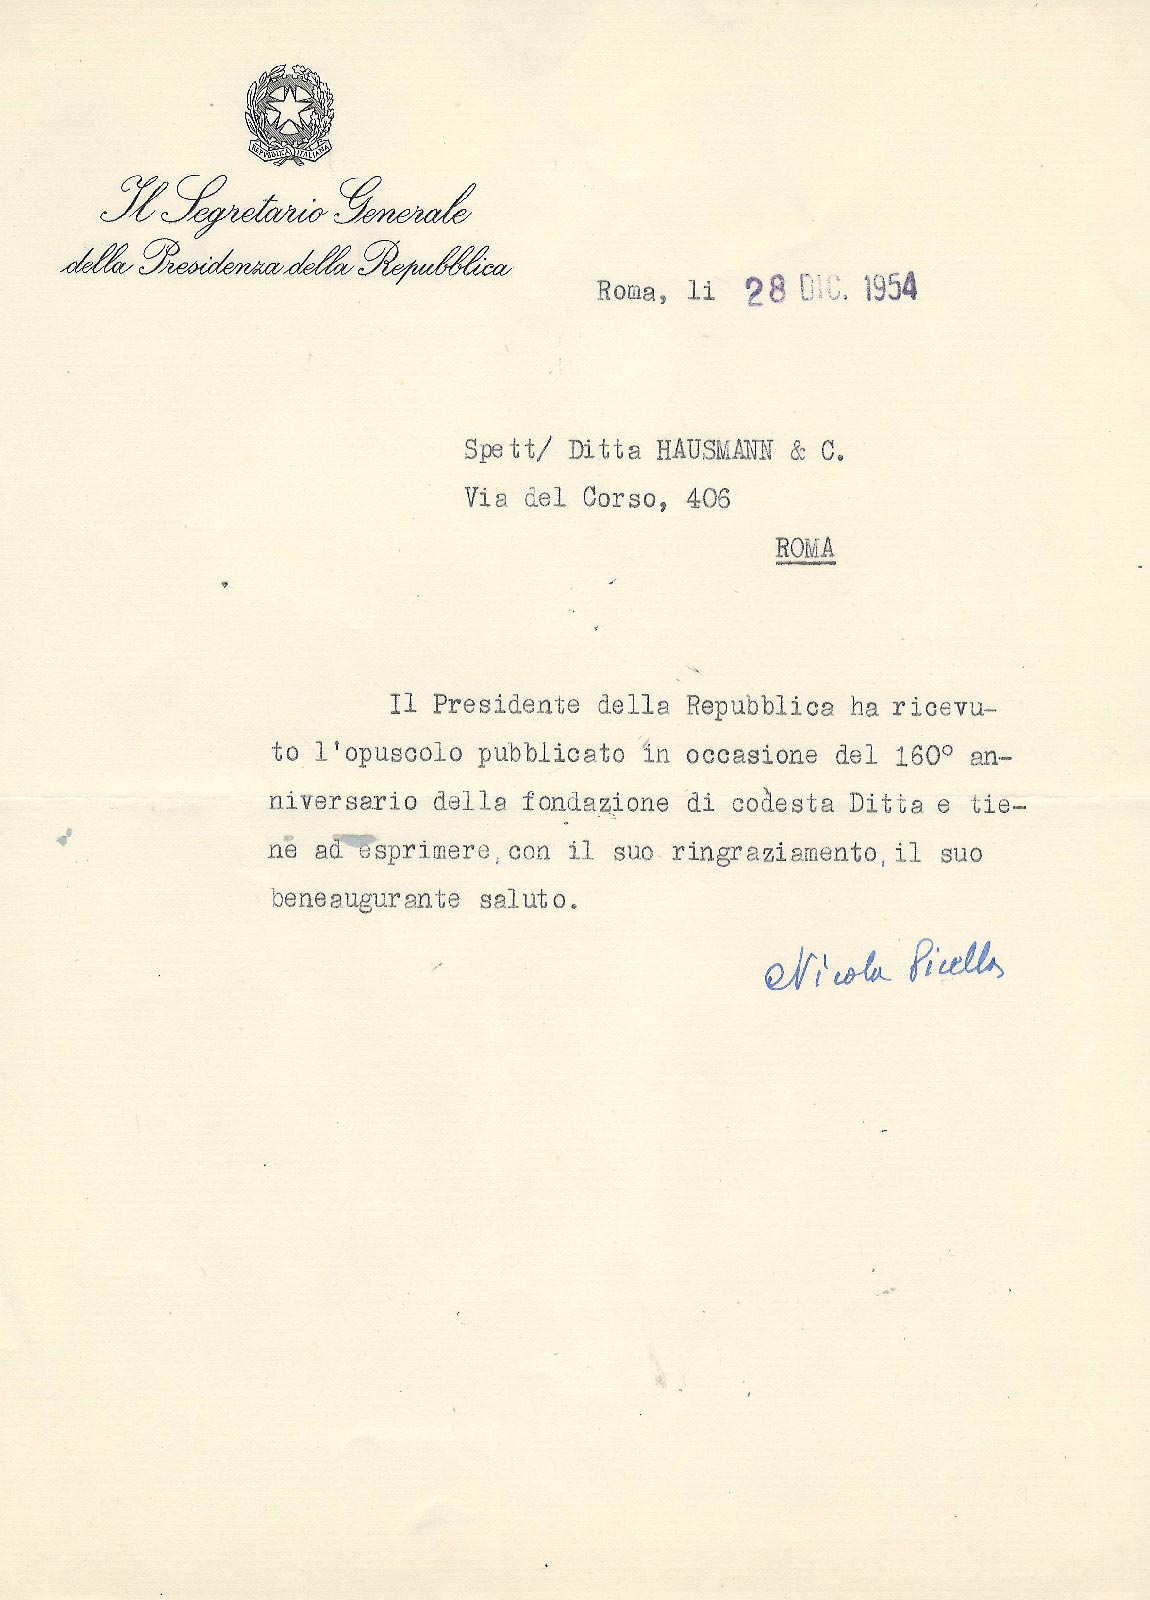 REPVBBLICA ITALIANA
Il Segretario Generale
della Presidenza della Repubblica
Roma, li 28 DIC. 1954
Spett/ Ditta HAUSMANN & C.
Via del Corso, 406
ROMA
Il Presidente della Repubblica ha ricevu-
to l'opuscolo pubblicato in occasione del 160° an-
niversario della fondazione di codesta Ditta e tie-
ne ad esprimere, con il suo ringraziamento, il suo
beneaugurante saluto.
Nicola Picella